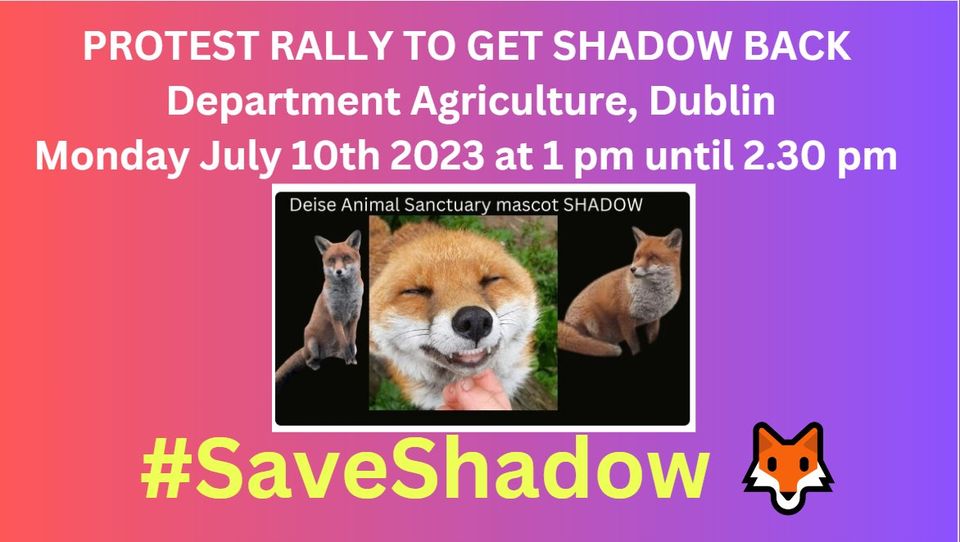 PROTEST RALLY TO GET SHADOW BACK
Department Agriculture, Dublin
Monday July 10th 2023 at 1 pm until 2.30 pm
Deise Animal Sanctuary mascot SHADOW
#SaveShadow